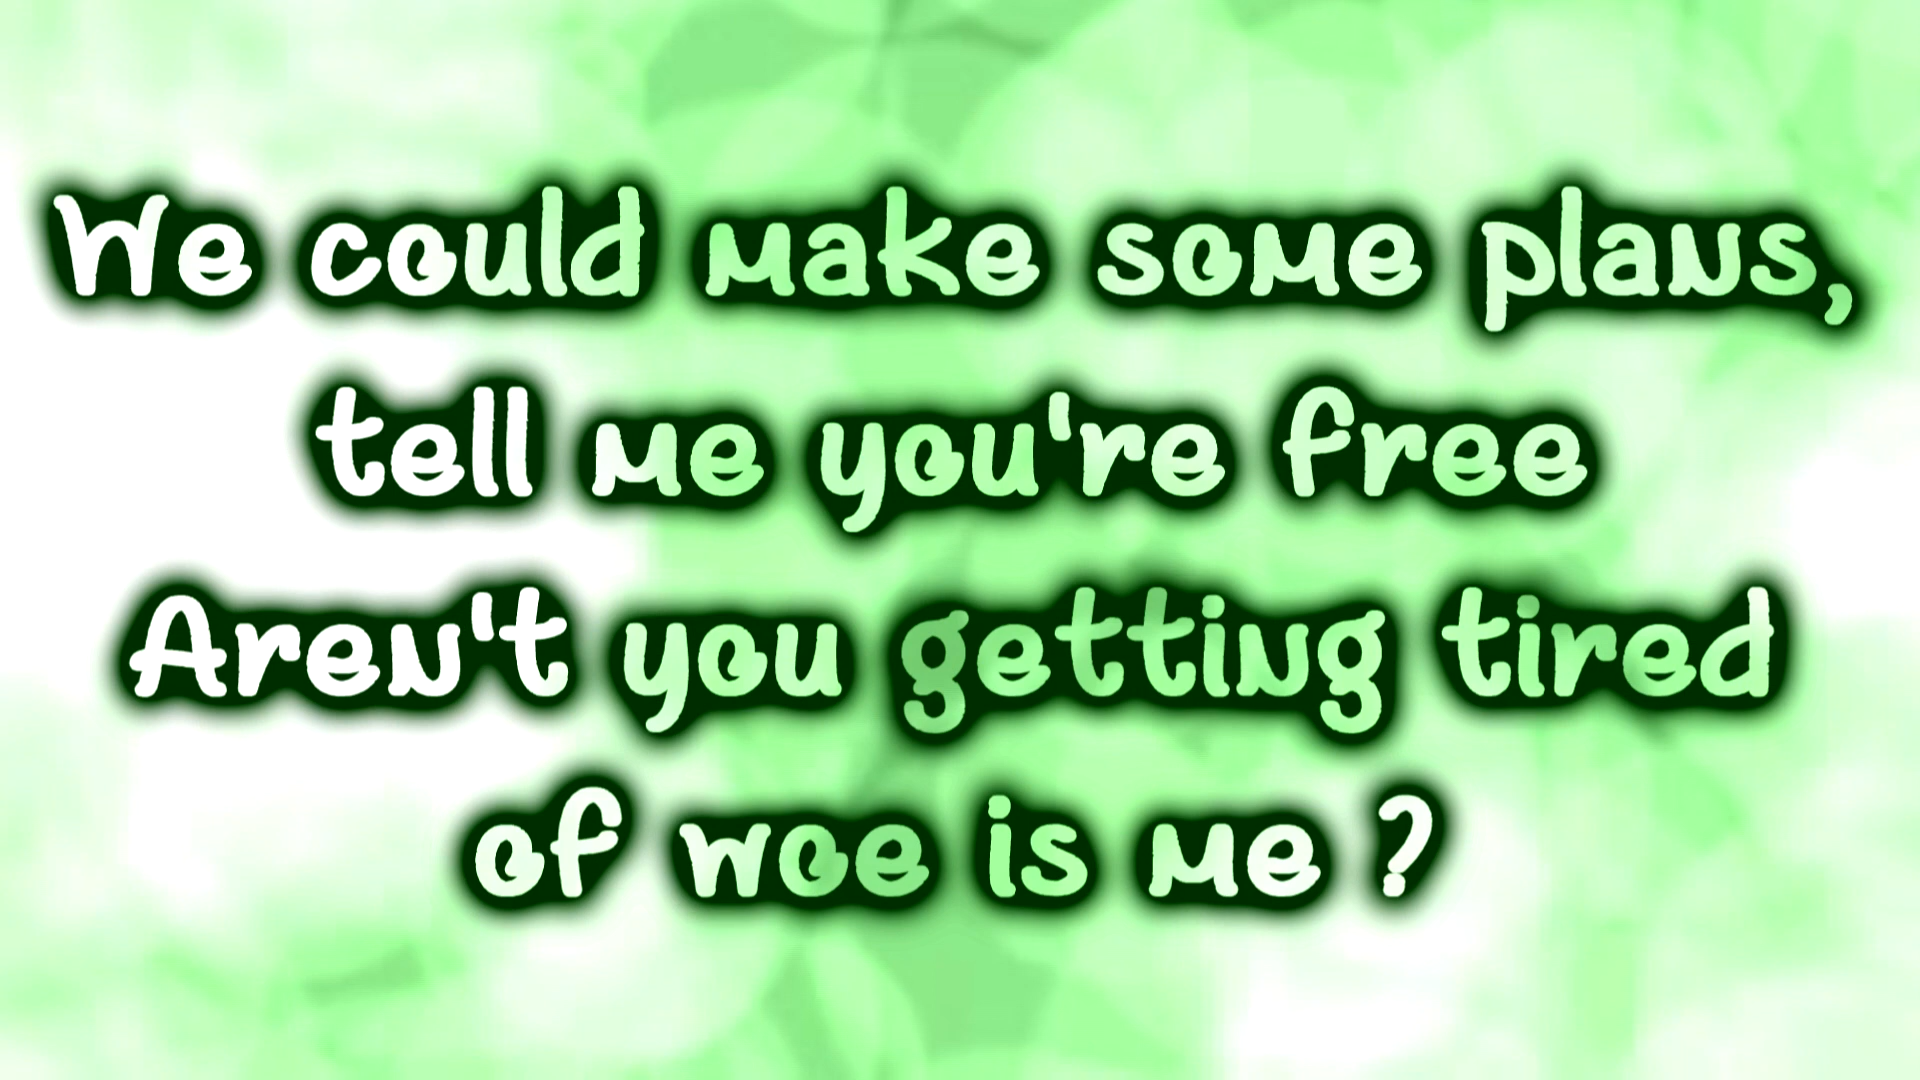 We could make some plans,
tell me you're free
Aren't you getting tired
of woe is me ?